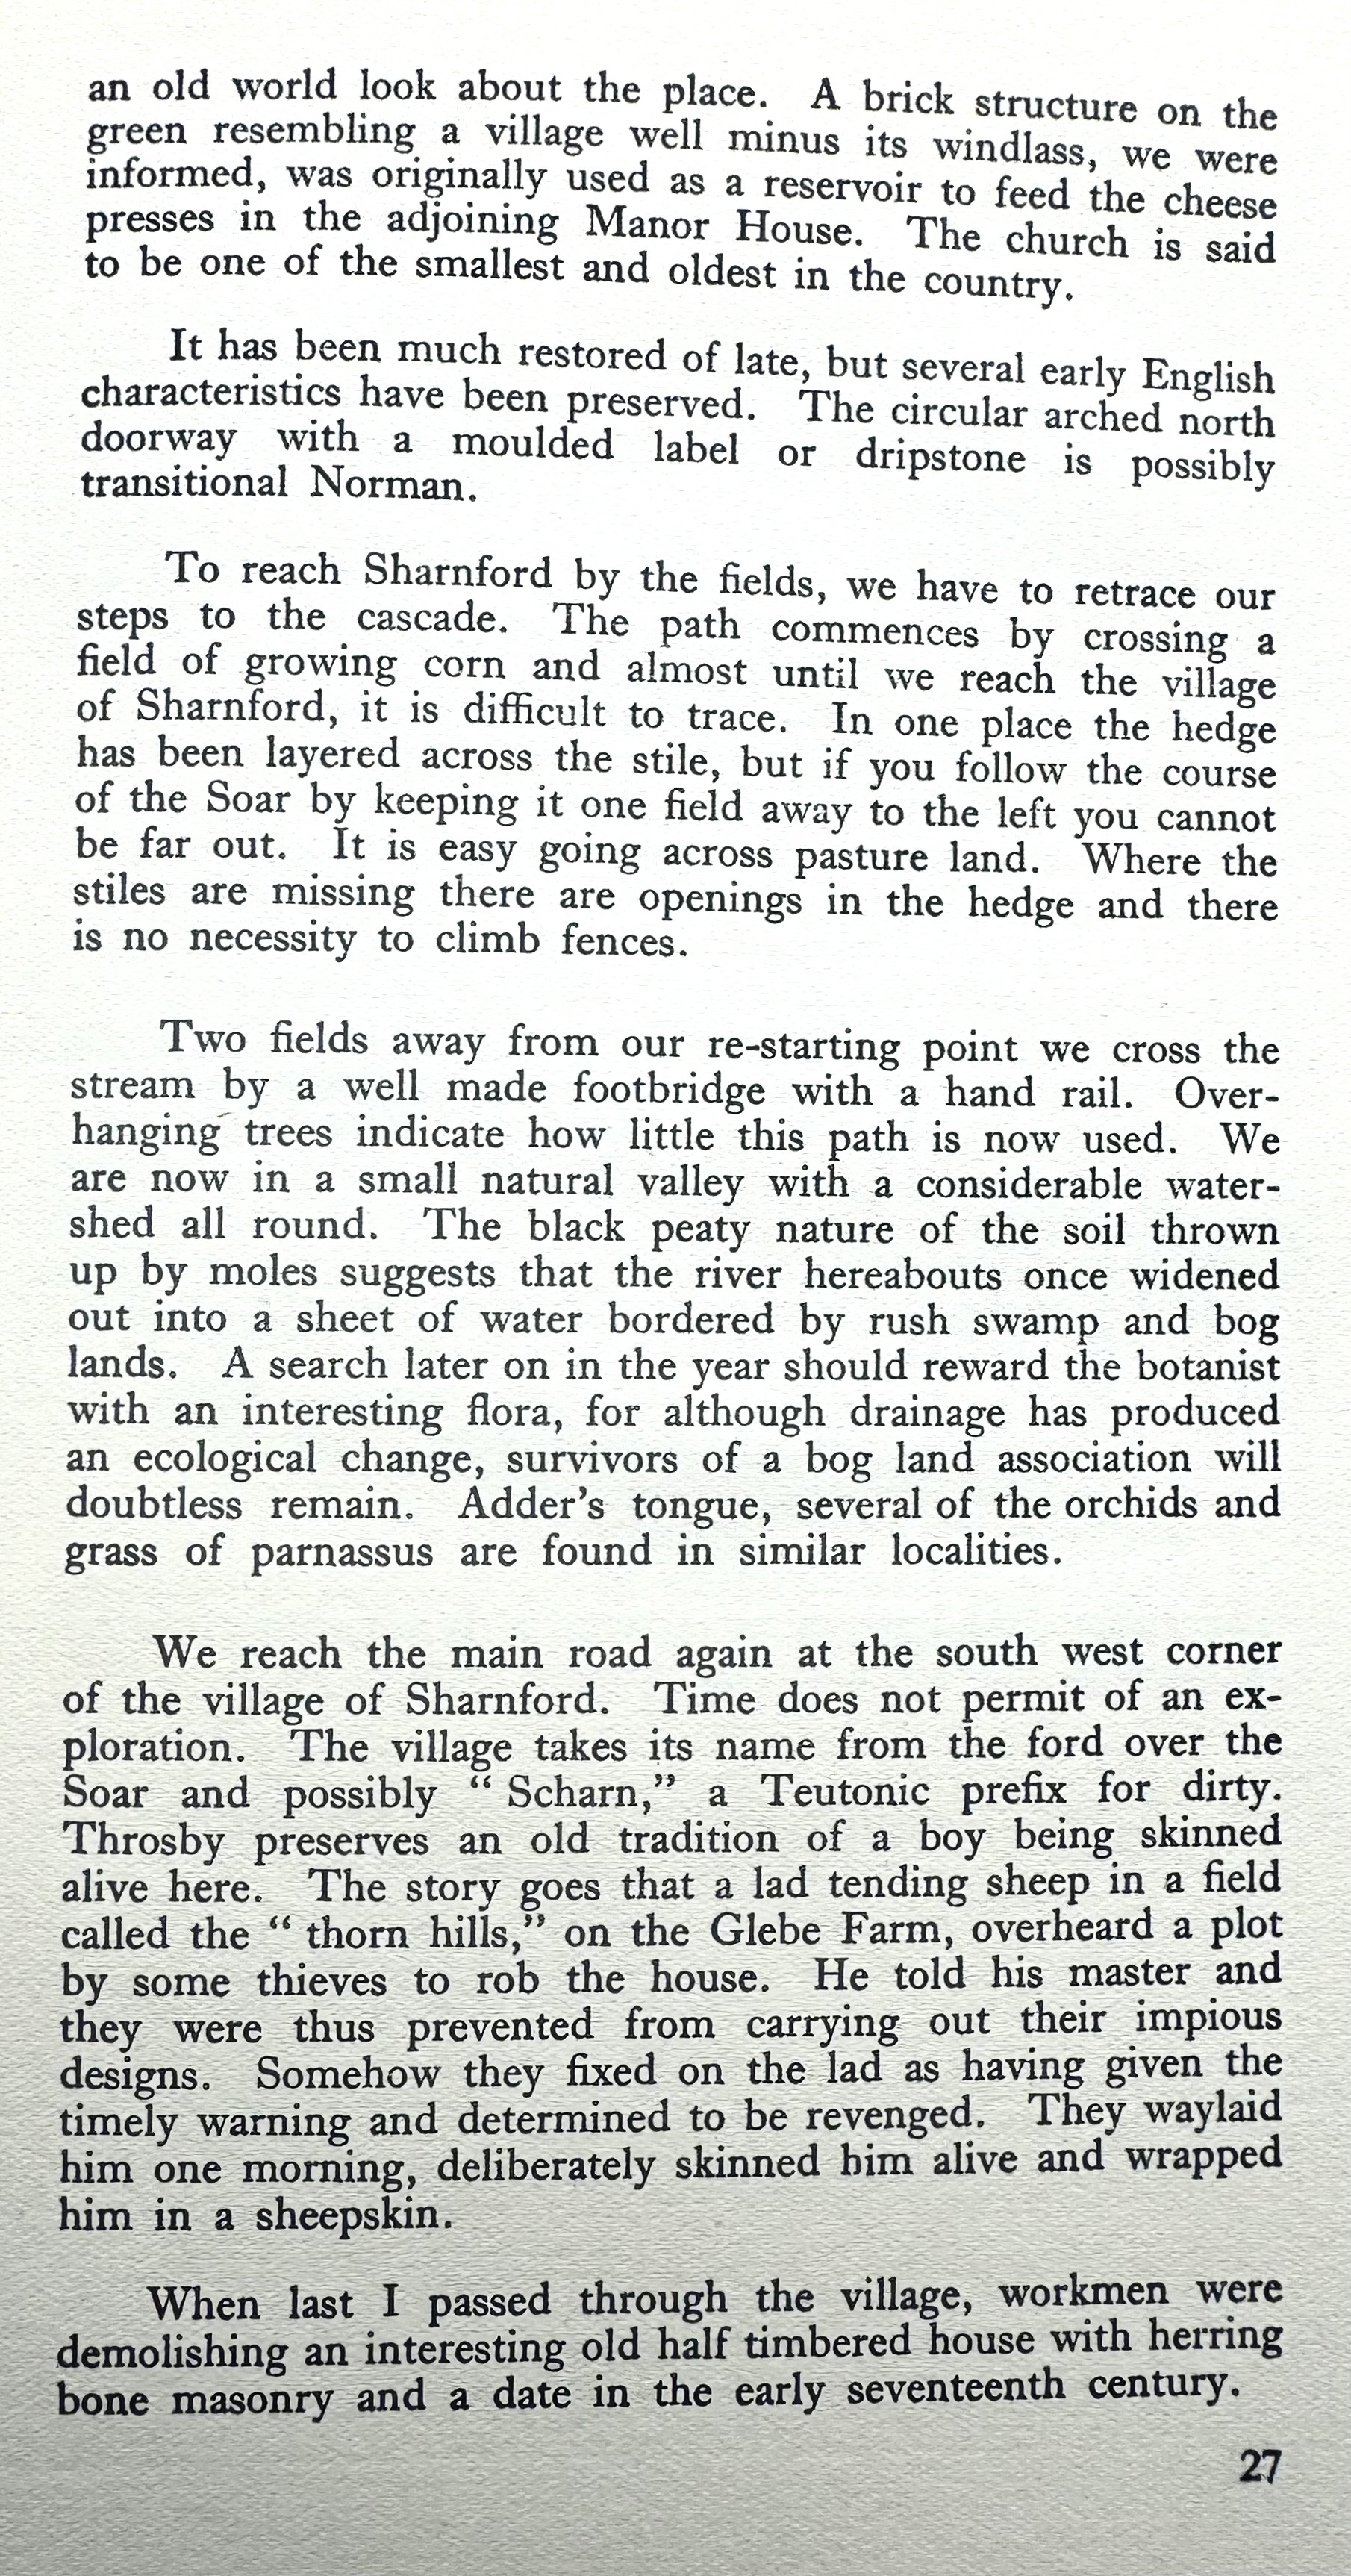 an old world look about the place. A brick structure on the
green resembling a village well minus its windlass, we were
informed, was originally used as a reservoir to feed the cheese
presses in the adjoining Manor House. The church is said
to be one of the smallest and oldest in the country.
It has been much restored of late, but several early English
characteristics have been preserved. The circular arched north
doorway with a moulded label or dripstone is possibly
transitional Norman.
To reach Sharnford by the fields, we have to retrace our
steps to the cascade. The path commences by crossing a
field of growing corn and almost until we reach the village
of Sharnford, it is difficult to trace. In one place the hedge
has been layered across the stile, but if you follow the course
of the Soar by keeping it one field away to the left you cannot
be far out. It is easy going across pasture land. Where the
stiles are missing there are openings in the hedge and there
is no necessity to climb fences.
Two fields away from our re-starting point we cross the
stream by a well made footbridge with a hand rail. Over-
hanging trees indicate how little this path is now used. We
are now in a small natural valley with a considerable water-
shed all round. The black peaty nature of the soil thrown
up by moles suggests that the river hereabouts once widened
out into a sheet of water bordered by rush swamp and bog
lands. A search later on in the year should reward the botanist
with an interesting flora, for although drainage has produced
an ecological change, survivors of a bog land association will
doubtless remain. Adder's tongue, several of the orchids and
grass of parnassus are found in similar localities.
We reach the main road again at the south west corner
of the village of Sharnford. Time does not permit of an ex-
ploration. The village takes its name from the ford over the
Soar and possibly " Scharn," a Teutonic prefix for dirty.
Throsby preserves an old tradition of a boy being skinned
alive here. The story goes that a lad tending sheep in a field
called the " thorn hills," on the Glebe Farm, overheard a plot
by some thieves to rob the house. He told his master and
they were thus prevented from carrying out their impious
designs. Somehow they fixed on the lad as having given the
timely warning and determined to be revenged. They waylaid
him one morning, deliberately skinned him alive and wrapped
him in a sheepskin.
When last I passed through the village, workmen were
demolishing an interesting old half timbered house with herring
bone masonry and a date in the early seventeenth century.
27